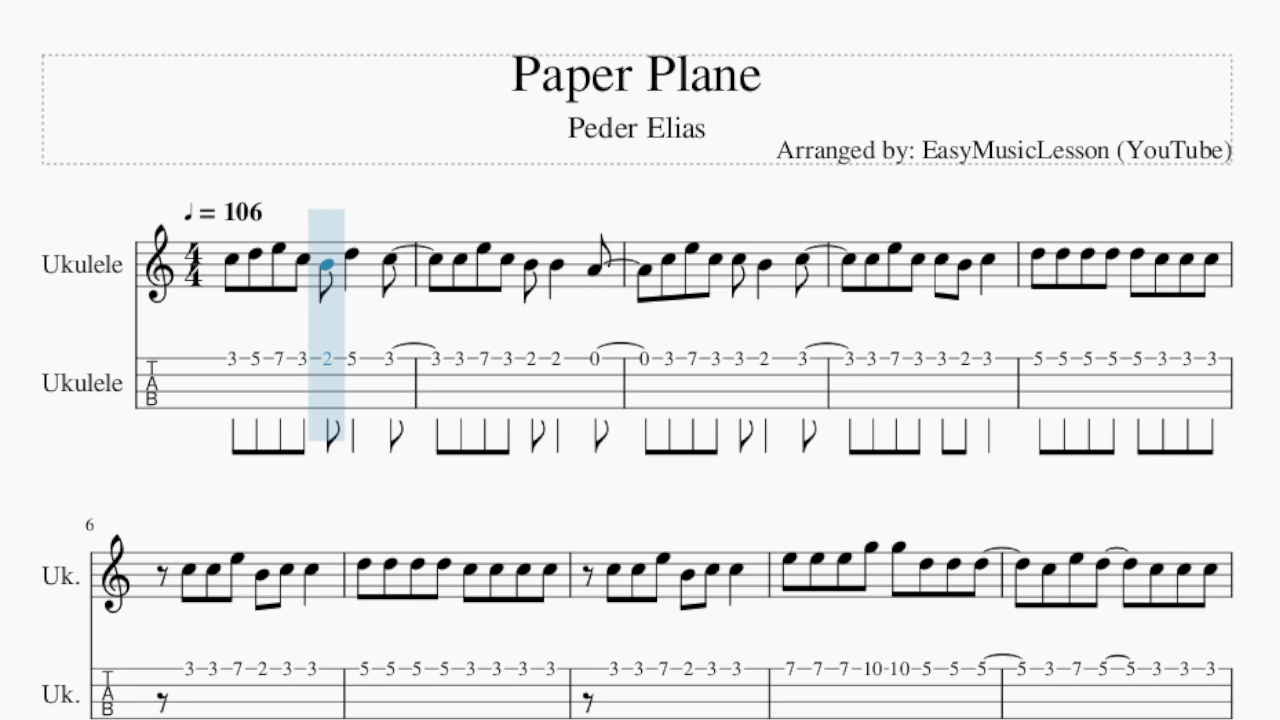 Paper Plane
Peder Elias
Arranged by: EasyMusicLesson (YouTube)
♩ = 106
Ukulele
4
4
Ukulele
T
A
B
3 5 7 3 2 5 3 3 3 7 3 2 2 0 0 3 7 3 3 2 3 3 3 7 3 3 2 3 5 5 5 5 5 3 3 3
6
Uk.
Uk.
T
A
B
3 3 7 2 3 3 5 5 5 5 3 3 3 3 3 3 7 2 3 3 7 7 7 10 10 5 5 5 5 3 7 5 5 3 3 3